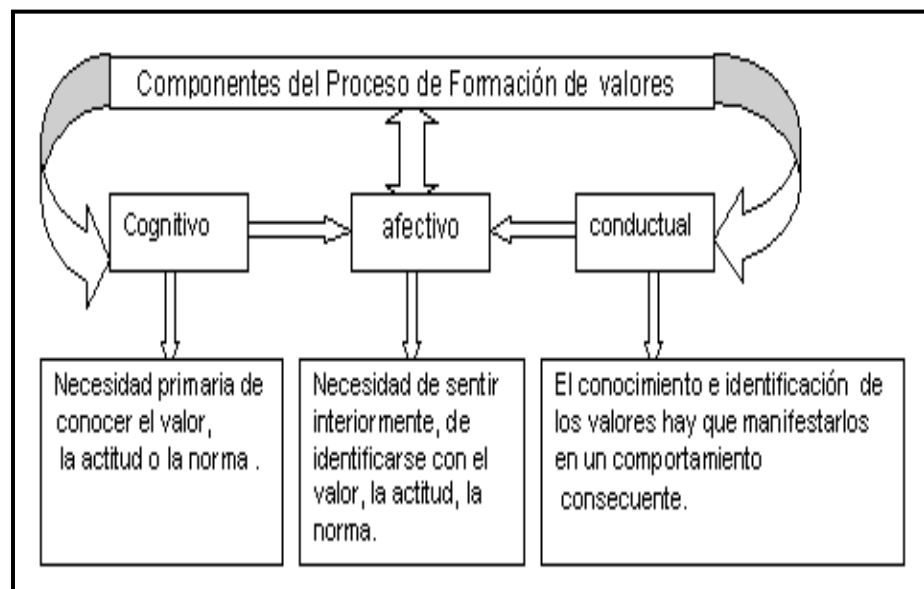 Componentes del Proceso de Formación de valores
Cognitivo
afectivo
conductual
Necesidad primaria de
conocer el valor,
la actitud o la norma .
Necesidad de sentir
interiormente, de
identificarse con el
valor, la actitud, la
norma.
El conocimiento e identificación de
los valores hay que manifestarlos
en un comportamiento
consecuente.